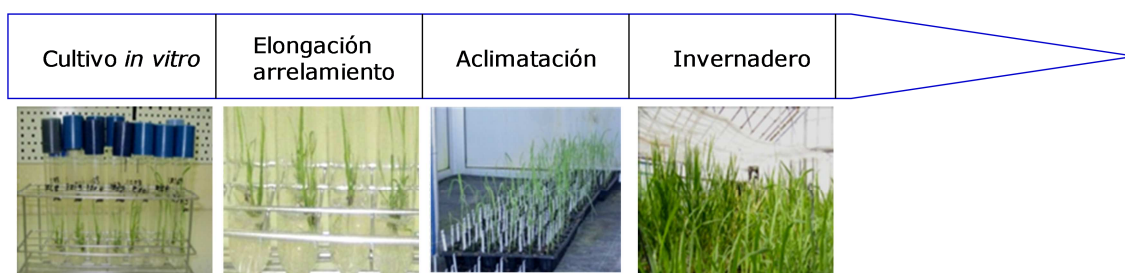 Cultivo in vitro
Elongación
arrelamiento
Aclimatación
Invernadero